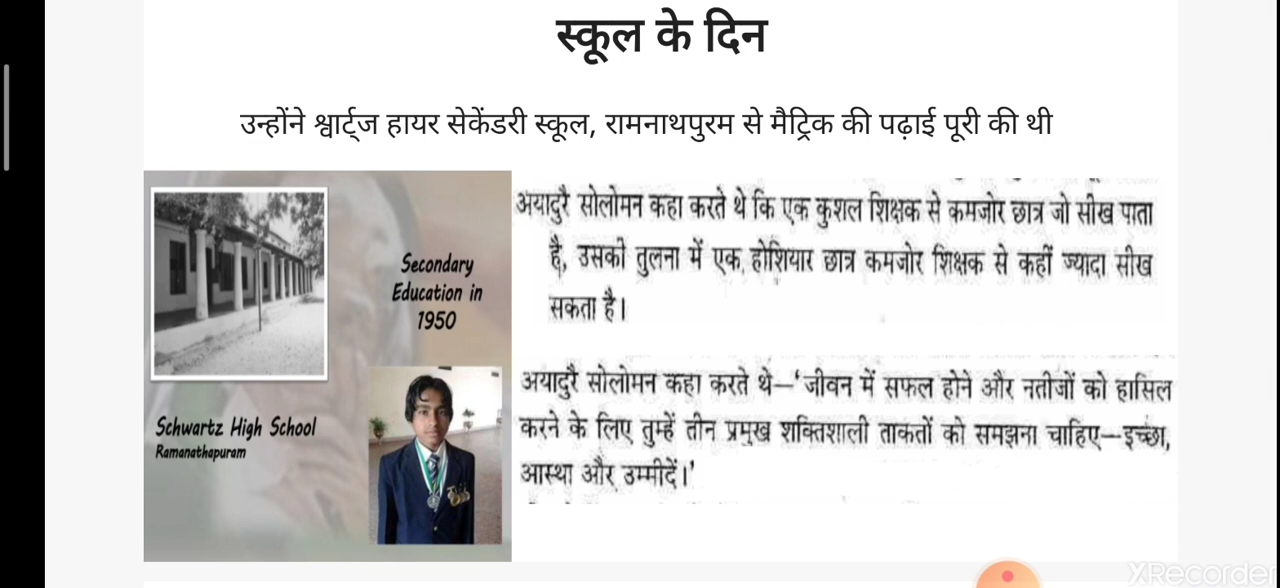 स्कूल के दिन
उन्होंने श्वार्ट्ज हायर सेकेंडरी स्कूल, रामनाथपुरम से मैट्रिक की पढ़ाई पूरी की थी
Secondary
Education in
1950
Schwartz High School
Ramanathapuram
अयादुरै सोलोमन कहा करते थे कि एक कुशल शिक्षक से कमजोर छात्र जो सीख पाता
है, उसकी तुलना में एक होशियार छात्र कमजोर शिक्षक से कहीं ज्यादा सीख
सकता है।
अयादुरै सोलोमन कहा करते थे—‘जीवन में सफल होने और नतीजों को हासिल
करने के लिए तुम्हें तीन प्रमुख शक्तिशाली ताकतों को समझना चाहिए—इच्छा,
आस्था और उम्मीदें।’
XRecorder